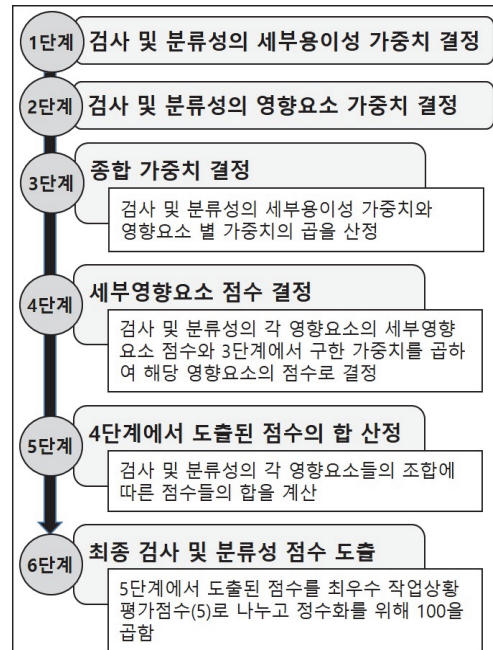 1단계 검사 및 분류성의 세부용이성 가중치 결정
2단계 검사 및 분류성의 영향요소 가중치 결정
3단계 종합 가중치 결정
검사 및 분류성의 세부용이성 가중치와
영향요소 별 가중치의 곱을 산정
4단계 세부영향요소 점수 결정
검사 및 분류성의 각 영향요소의 세부영향
요소 점수와 3단계에서 구한 가중치를 곱하
여 해당 영향요소의 점수로 결정
5단계 4단계에서 도출된 점수의 합 산정
검사 및 분류성의 각 영향요소들의 조합에
따른 점수들의 합을 계산
6단계 최종 검사 및 분류성 점수 도출
5단계에서 도출된 점수를 최우수 작업상황
평가점수(5)로 나누고 정수화를 위해 100을
곱함